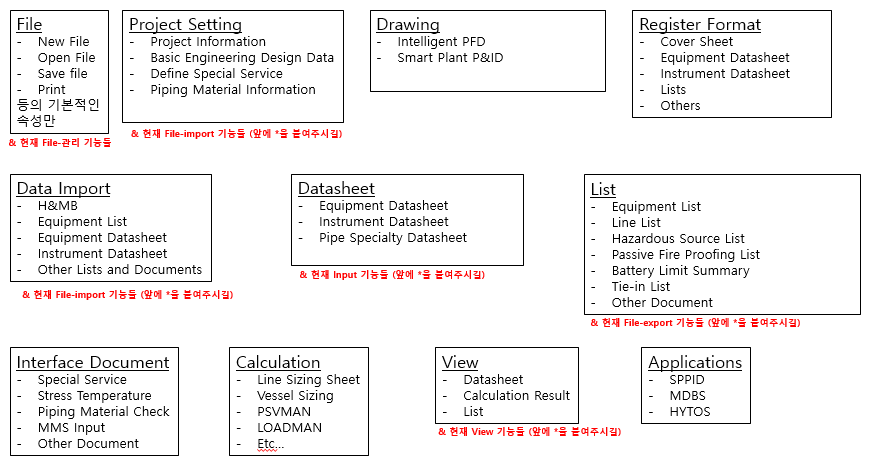 File
- New File
- Open File
- Save file
- Print
등의 기본적인
속성만
& 현재 File-관리 기능들
Project Setting
- Project Information
- Basic Engineering Design Data
- Define Special Service
- Piping Material Information
& 현재 File-import 기능들 (앞에 *을 붙여주시길)
Drawing
- Intelligent PFD
- Smart Plant P&ID
Register Format
- Cover Sheet
- Equipment Datasheet
- Instrument Datasheet
- Lists
- Others
Data Import
- H&MB
- Equipment List
- Equipment Datasheet
- Instrument Datasheet
- Other Lists and Documents
& 현재 File-import 기능들 (앞에 *을 붙여주시길)
Datasheet
- Equipment Datasheet
- Instrument Datasheet
- Pipe Specialty Datasheet
& 현재 Input 기능들 (앞에 *을 붙여주시길)
List
- Equipment List
- Line List
- Hazardous Source List
- Passive Fire Proofing List
- Battery Limit Summary
- Tie-in List
- Other Document
& 현재 File-export 기능들 (앞에 *을 붙여주시길)
Interface Document
- Special Service
- Stress Temperature
- Piping Material Check
- MMS Input
- Other Document
Calculation
- Line Sizing Sheet
- Vessel Sizing
- PSVMAN
- LOADMAN
- Etc...
View
- Datasheet
- Calculation Result
- List
& 현재 View 기능들 (앞에 *을 붙여주시길)
Applications
- SPPID
- MDBS
- HYTOS